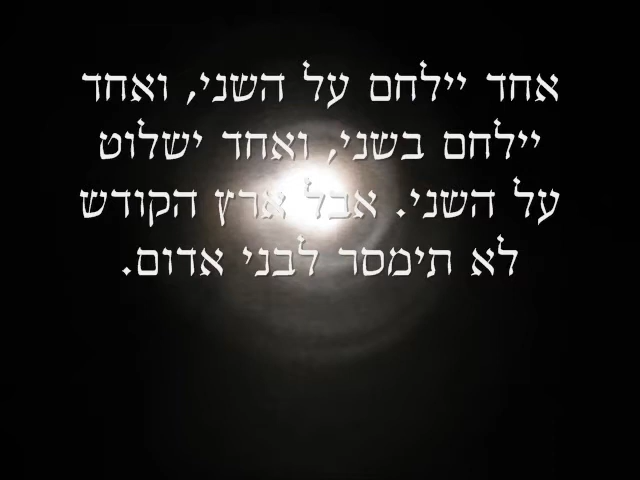 אחד יילחם על השני, ואחד
יילחם בשני, ואחד ישלוט
על השני. אבל ארץ הקודש
לא תימסר לבני אדום.